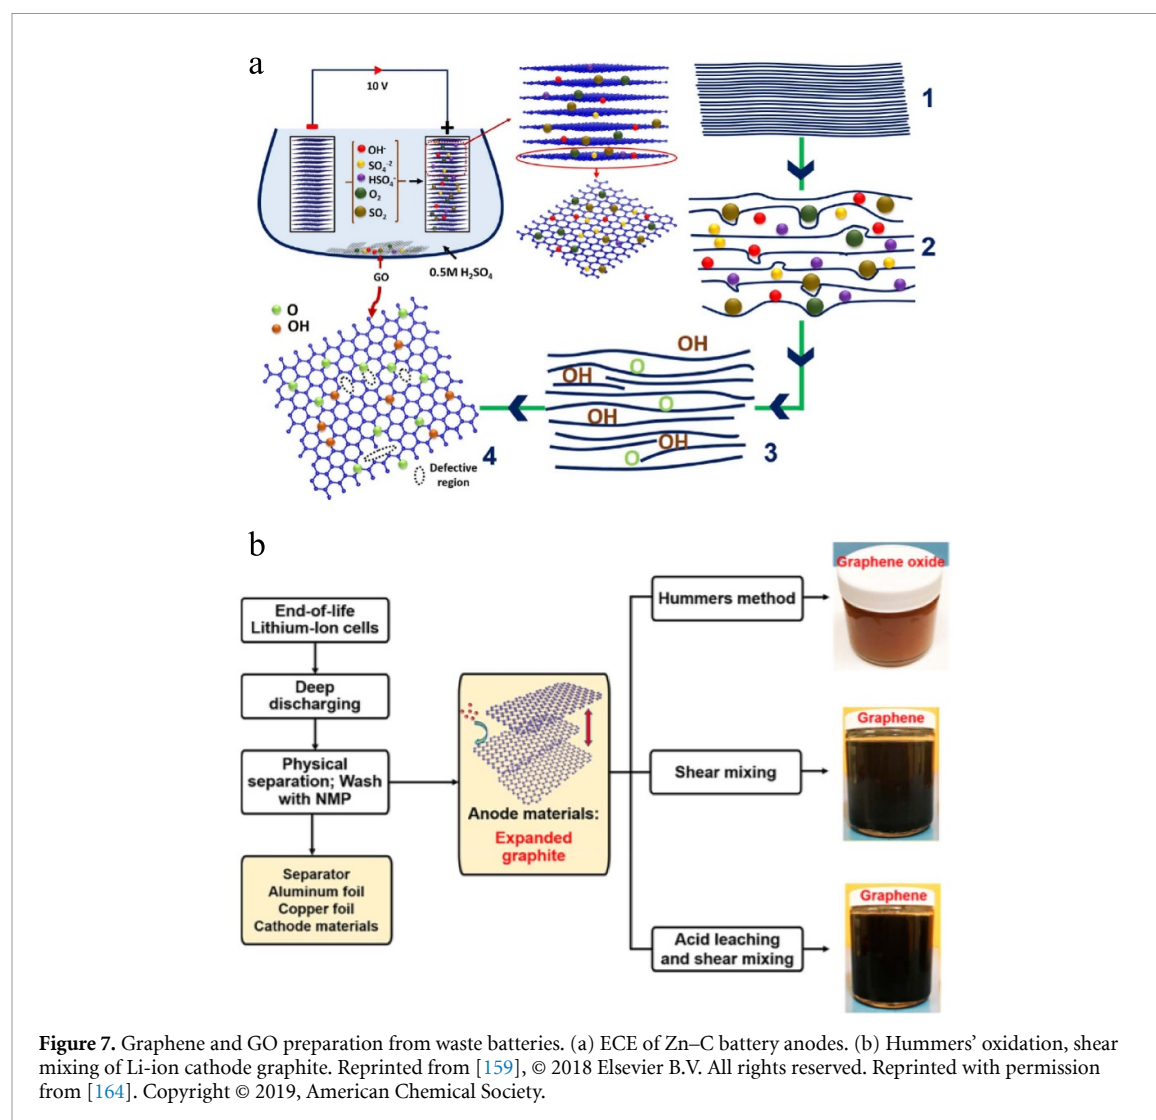 a
10 V
+
OH-
SO4-2
HSO4-
O2
SO2
0.5M H2SO4
GO
1
2
O
OH
OH
O
OH
O
OH
OH
O
3
4
Defective
region
b
End-of-life
Lithium-Ion cells
Deep
discharging
Physical
separation; Wash
with NMP
Separator
Aluminum foil
Copper foil
Cathode materials
Anode materials:
Expanded
graphite
Hummers method
Shear mixing
Acid leaching
and shear mixing
Graphene oxide
Graphene
Graphene
Figure 7. Graphene and GO preparation from waste batteries. (a) ECE of Zn–C battery anodes. (b) Hummers’ oxidation, shear
mixing of Li-ion cathode graphite. Reprinted from [159], © 2018 Elsevier B.V. All rights reserved. Reprinted with permission
from [164]. Copyright © 2019, American Chemical Society.